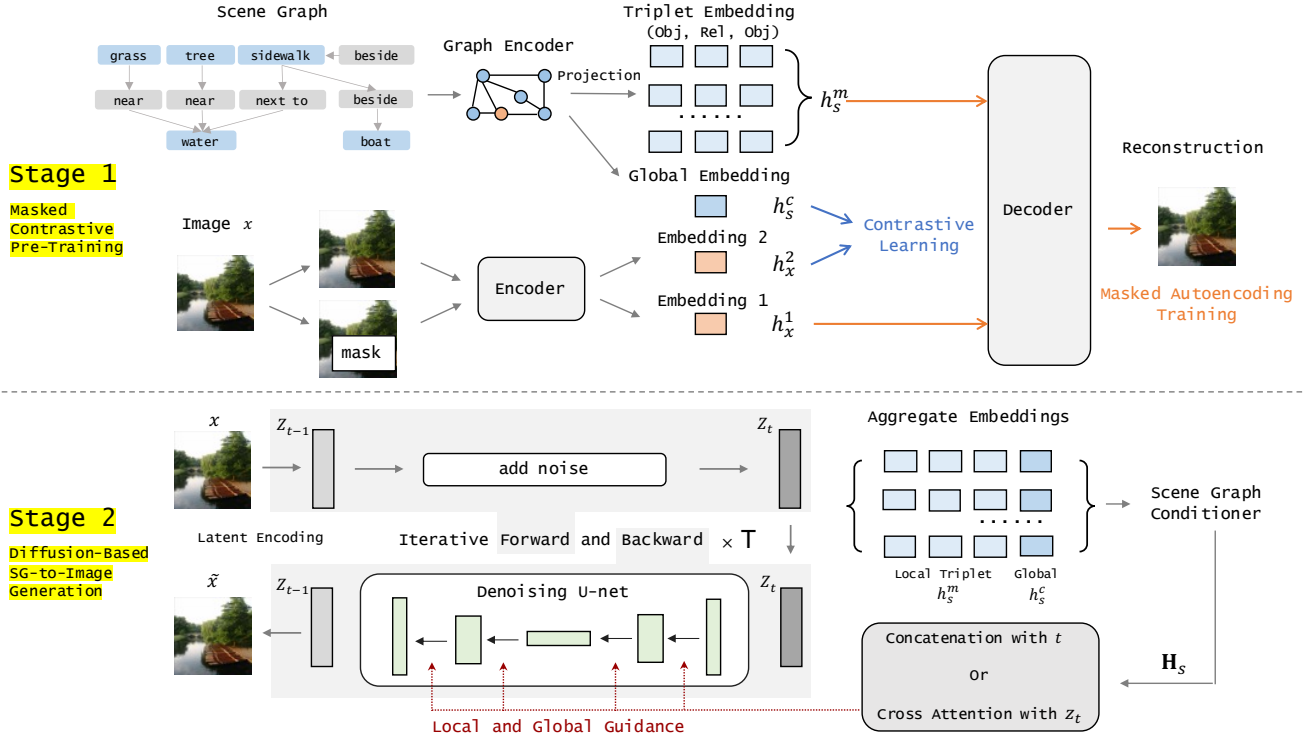 Scene Graph
grass
tree
sidewalk
beside
near
near
next to
beside
water
boat
Graph Encoder
Projection
Triplet Embedding
(Obj, Rel, Obj)
......
h_s^m
Stage 1
Masked
Contrastive
Pre-Training
Image x
mask
Encoder
Global Embedding
h_s^c
Embedding 2
h_x^2
Embedding 1
h_x^1
Contrastive
Learning
Decoder
Reconstruction
Masked Autoencoding
Training
x
Z_{t-1}
add noise
Z_t
Stage 2
Diffusion-Based
SG-to-Image
Generation
Latent Encoding
Iterative Forward and Backward × T
x̃
Z_{t-1}
Denoising U-net
Z_t
Local and Global Guidance
Aggregate Embeddings
......
Local Triplet
h_s^m
Global
h_s^c
Scene Graph
Conditioner
H_s
Concatenation with t
Or
Cross Attention with z_t